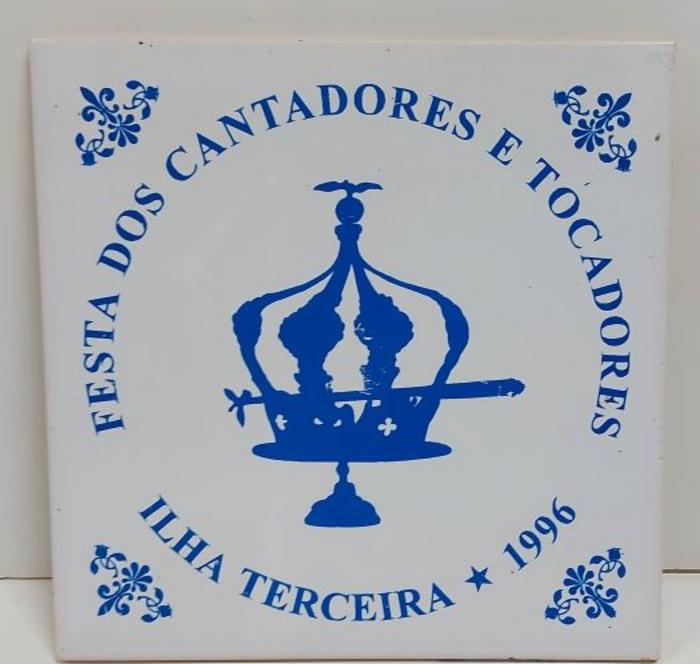 FESTA DOS CANTADORES E TOCADORES
ILHA TERCEIRA ★ 1996